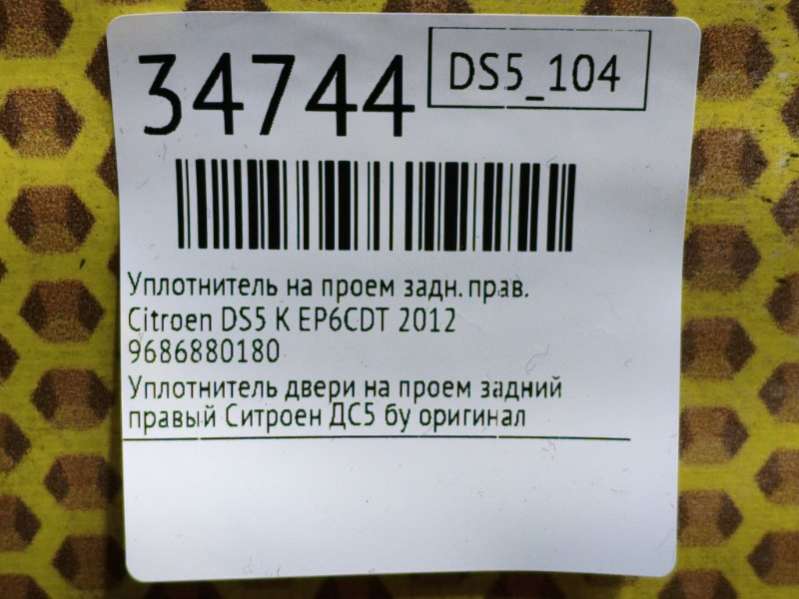 34744
DS5_104
Уплотнитель на проем задн. прав.
Citroen DS5 K EP6CDT 2012
9686880180
Уплотнитель двери на проем задний
правый Ситроен ДС5 бу оригинал